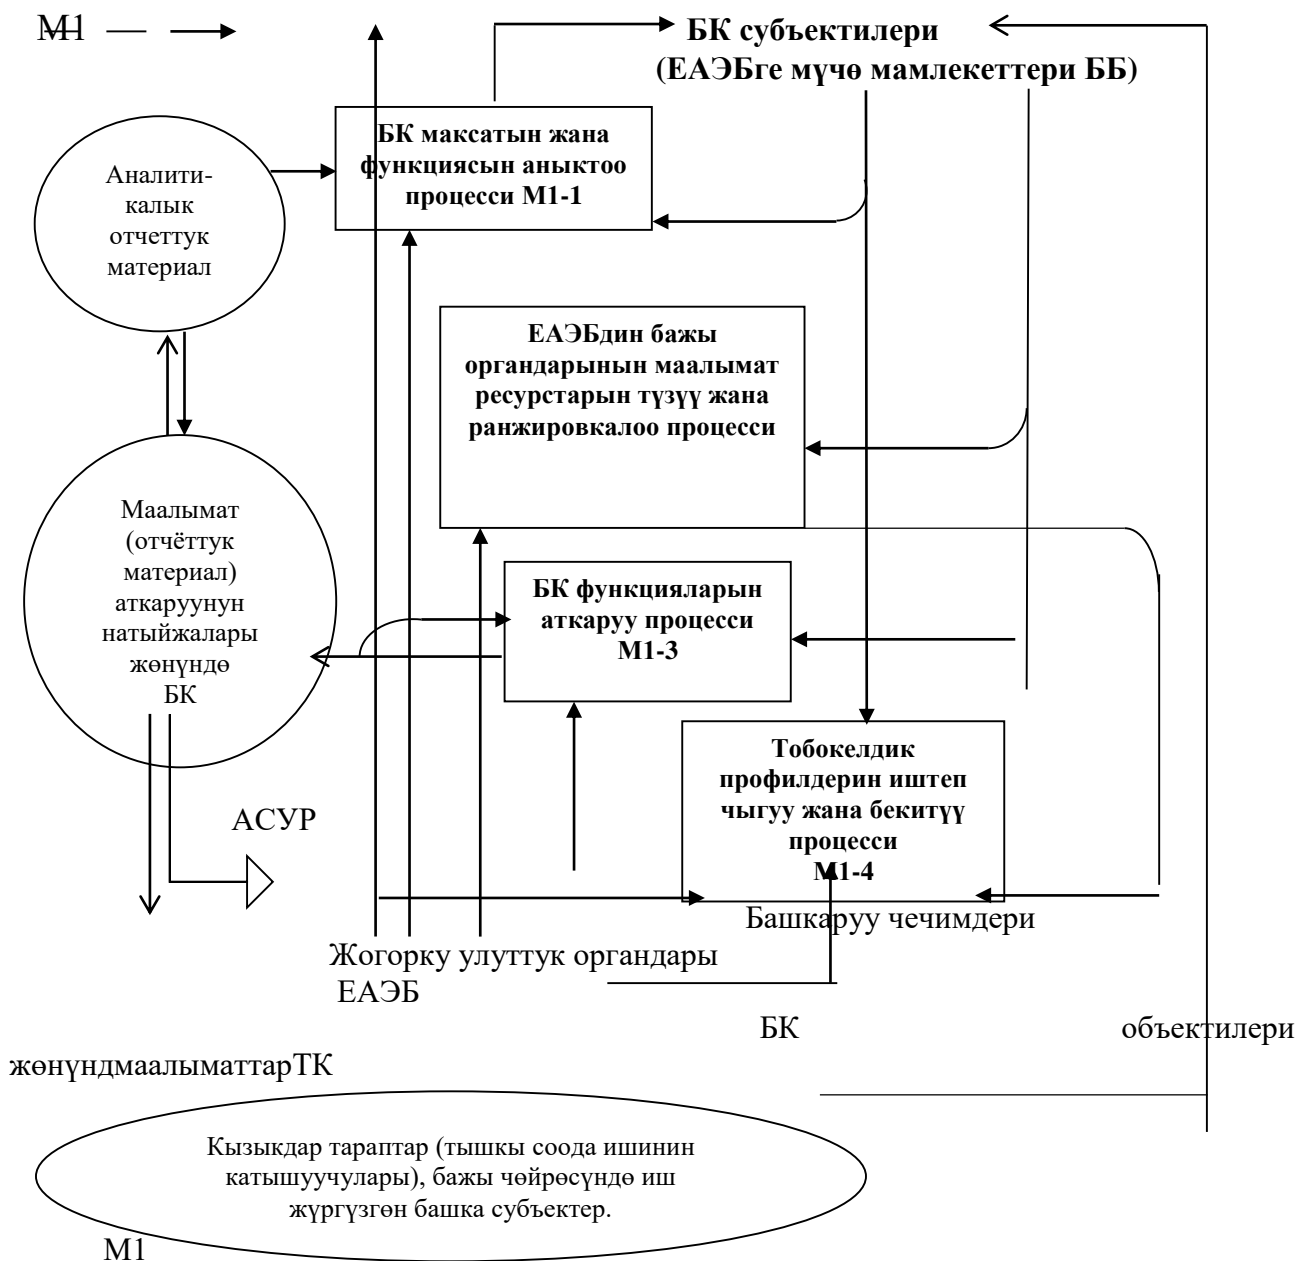 М1
БК субъектилери
(ЕАЭБге мүчө мамлекеттери ББ)
БК максатын жана
функциясын аныктоо
процесси М1-1
Аналити-
калык
отчеттук
материал
ЕАЭБдин бажы
органдарынын маалымат
ресурстарын түзүү жана
ранжировкалоо процесси
Маалымат
(отчёттук
материал)
аткаруунун
натыйжалары
жөнүндө
БК
БК функцияларын
аткаруу процесси
М1-3
Тобокелдик
профилдерин иштеп
чыгуу жана бекитүү
процесси
М1-4
АСУР
Башкаруу чечимдери
Жогорку улуттук органдары
ЕАЭБ
БК объектилери
жөнүндмаалыматтарТК
Кызыкдар тараптар (тышкы соода ишинин
катышуучулары), бажы чөйрөсүндө иш
жүргүзгөн башка субъектер.
М1